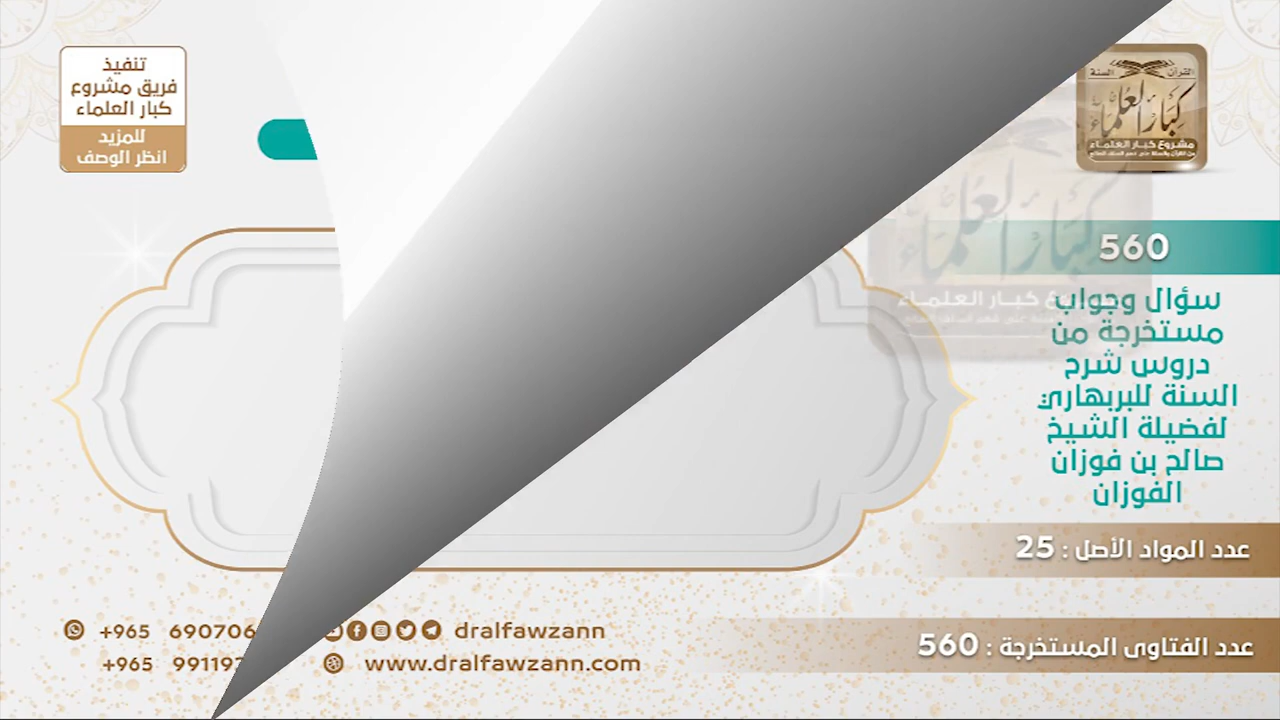 تنفيذ
فريق مشروع
كبار العلماء
للمزيد
انظر الوصف
القرآن السنة
كبار العلماء
مشروع كبار العلماء
560
سؤال وجواب
مستخرجة من
دروس شرح
السنة للبربهاري
لفضيلة الشيخ
صالح بن فوزان
الفوزان
عدد المواد الأصل : 25
عدد الفتاوى المستخرجة : 560
+965 690706
dralfawzann
+965 99119
www.dralfawzann.com